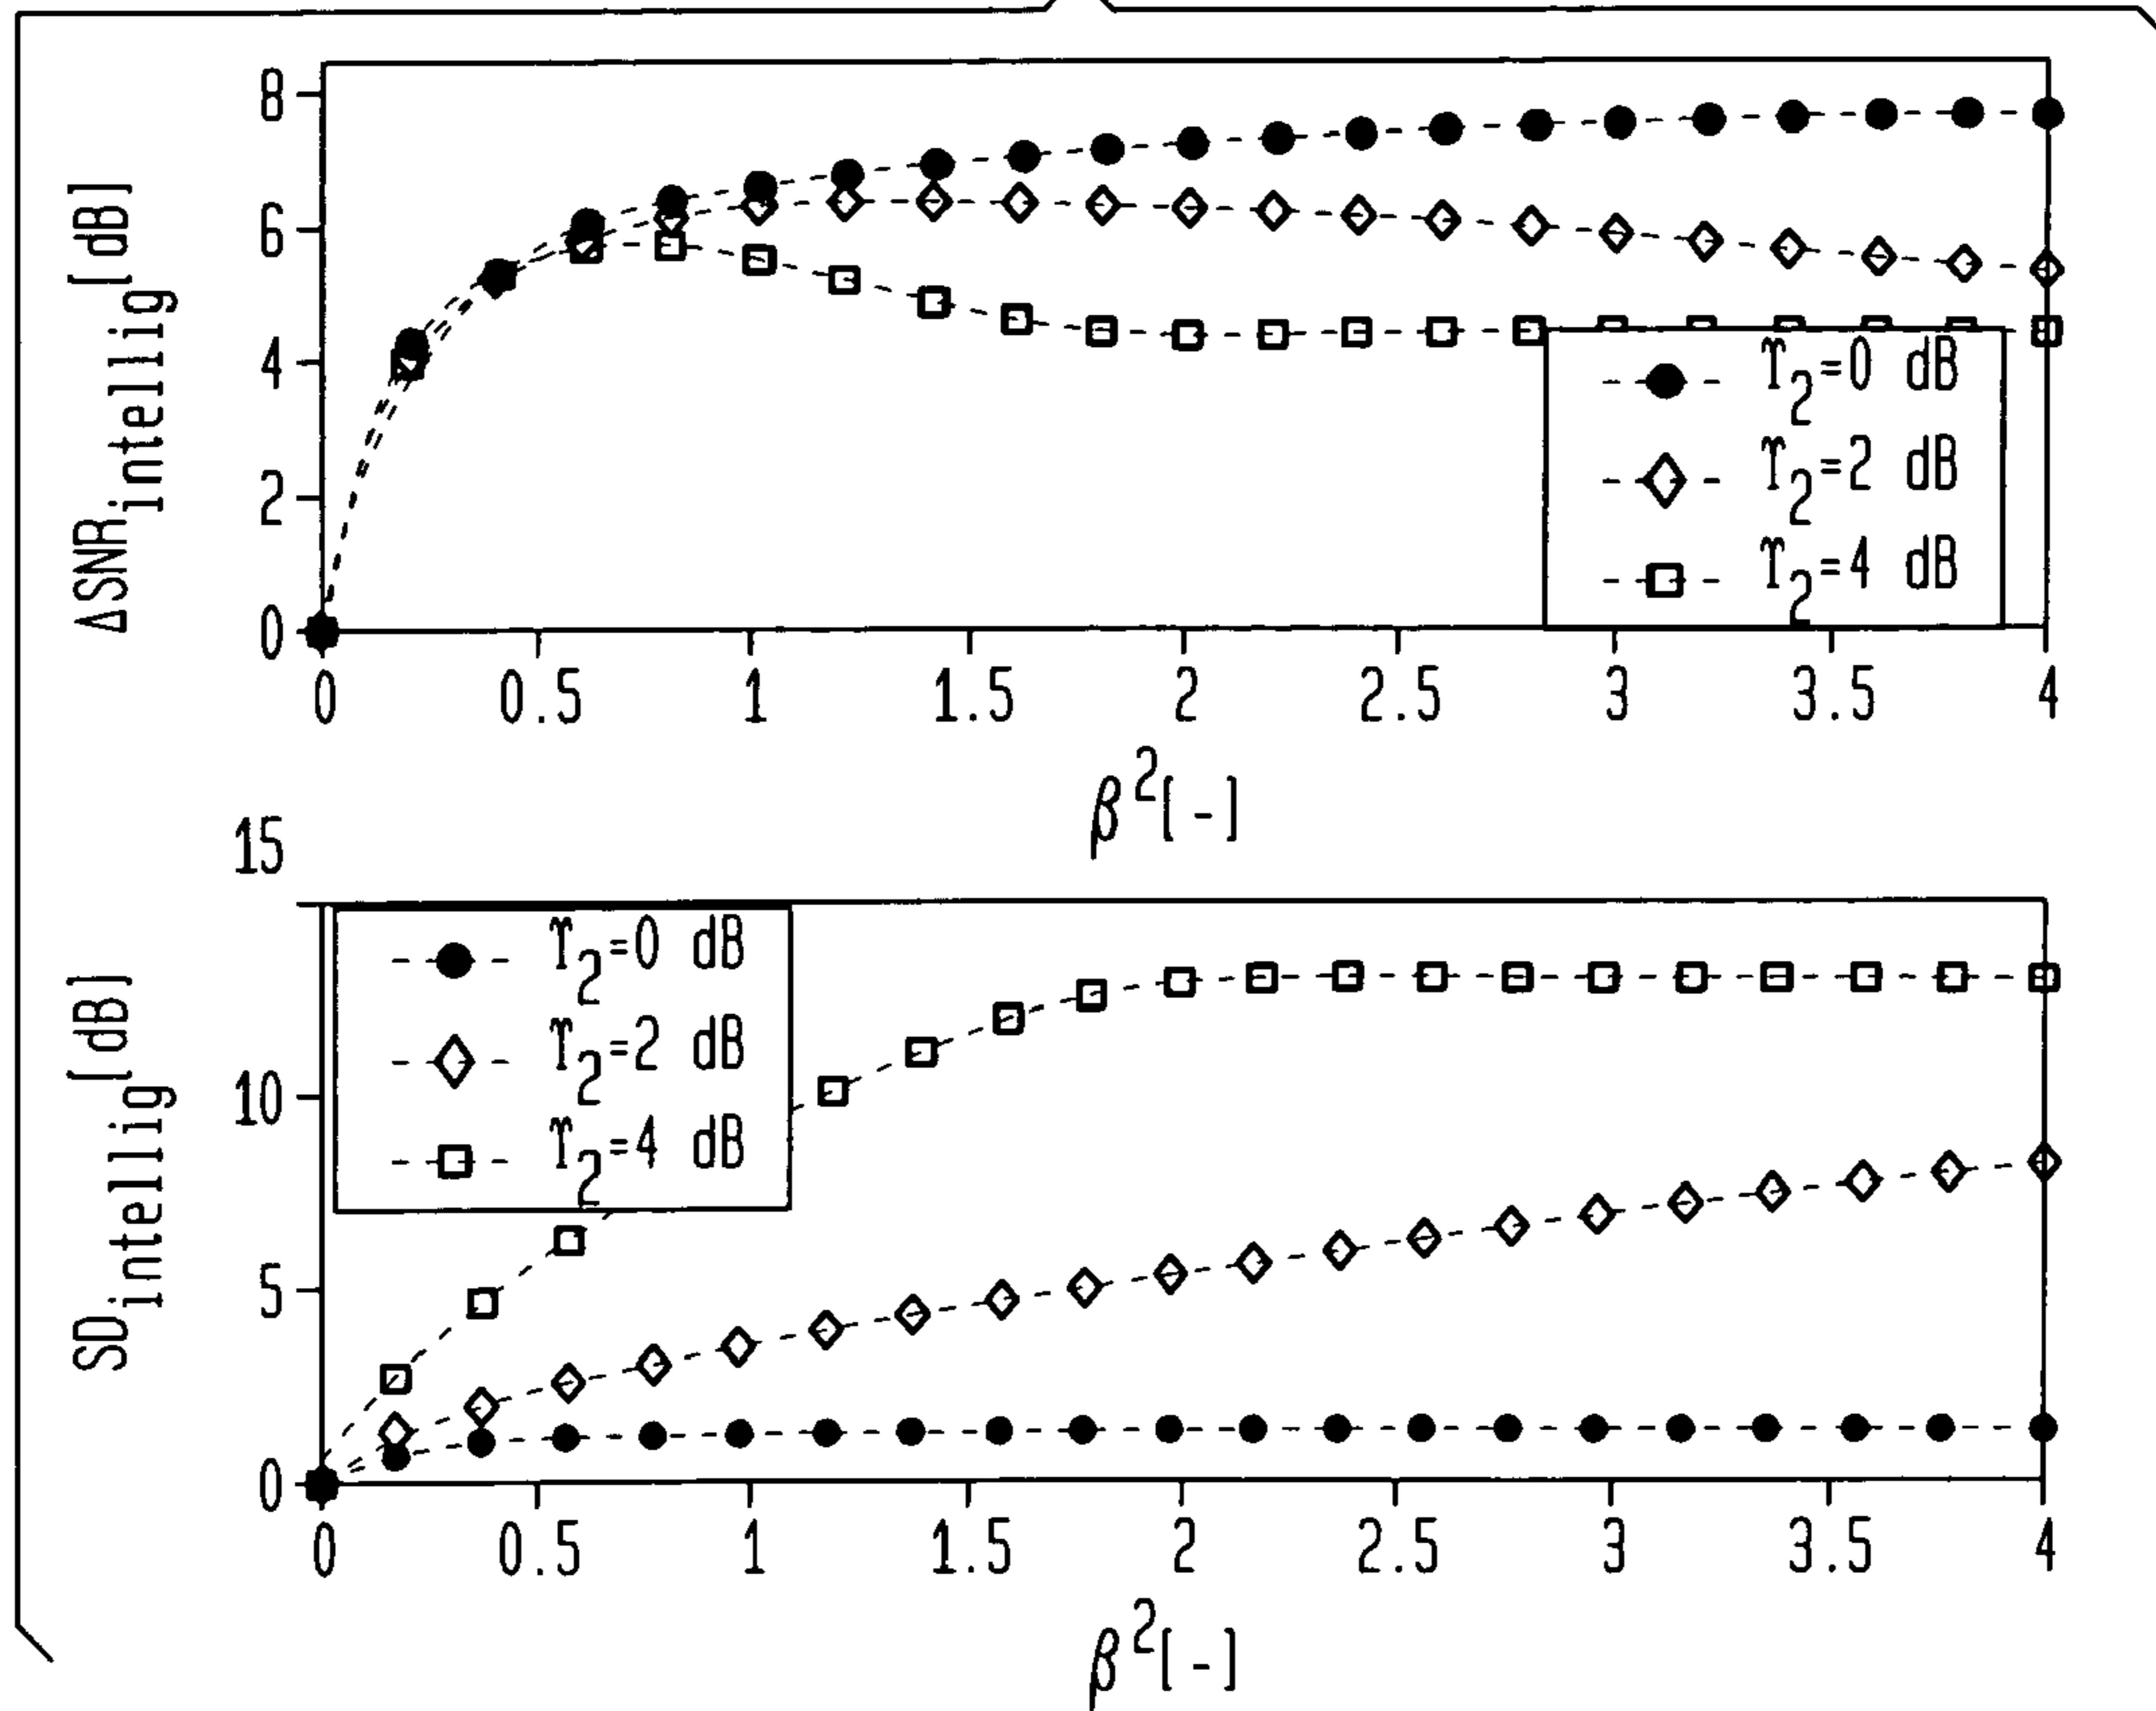 ΔSNRintellig[dB]
8
6
4
2
0
ϒ2=0 dB
ϒ2=2 dB
ϒ2=4 dB
0 0.5 1 1.5 2 2.5 3 3.5 4
β2[-]
SDintellig[dB]
15
10
5
0
ϒ2=0 dB
ϒ2=2 dB
ϒ2=4 dB
0 0.5 1 1.5 2 2.5 3 3.5 4
β2[-]